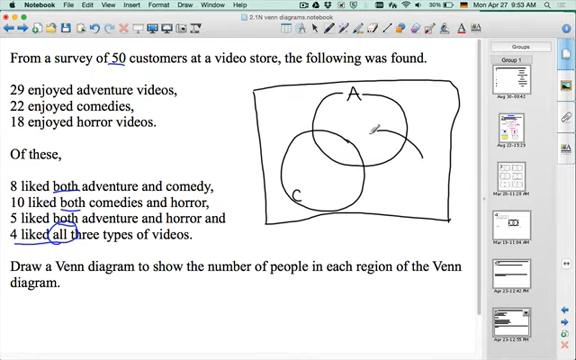 Notebook File Edit View Insert Format Draw Help
30% Mon Apr 27 9:53 AM
2.1N venn diagrams.notebook
Groups
Group 1
From a survey of 50 customers at a video store, the following was found.
29 enjoyed adventure videos,
22 enjoyed comedies,
18 enjoyed horror videos.
Of these,
8 liked both adventure and comedy,
10 liked both comedies and horror,
5 liked both adventure and horror and
4 liked all three types of videos.
Draw a Venn diagram to show the number of people in each region of the Venn
diagram.
A
C